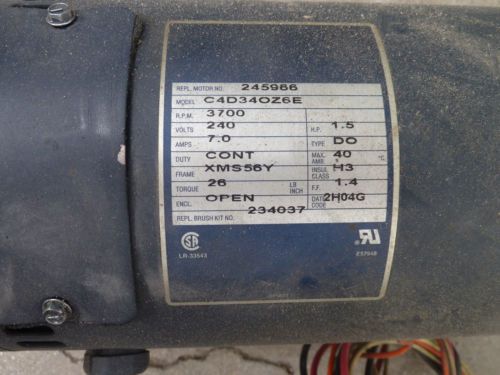 REPL. MOTOR NO. 245966
MODEL C4D34OZ6E
R.P.M. 3700
VOLTS 240 H.P. 1.5
AMPS 7.0 TYPE DO
DUTY CONT MAX. AMB. 40 °C
FRAME XMS56Y INSUL CLASS H3
TORQUE 26 LB INCH F.F. 1.4
ENCL. OPEN DATE CODE 2H04G
REPL. BRUSH KIT NO. 234037
LR-33543